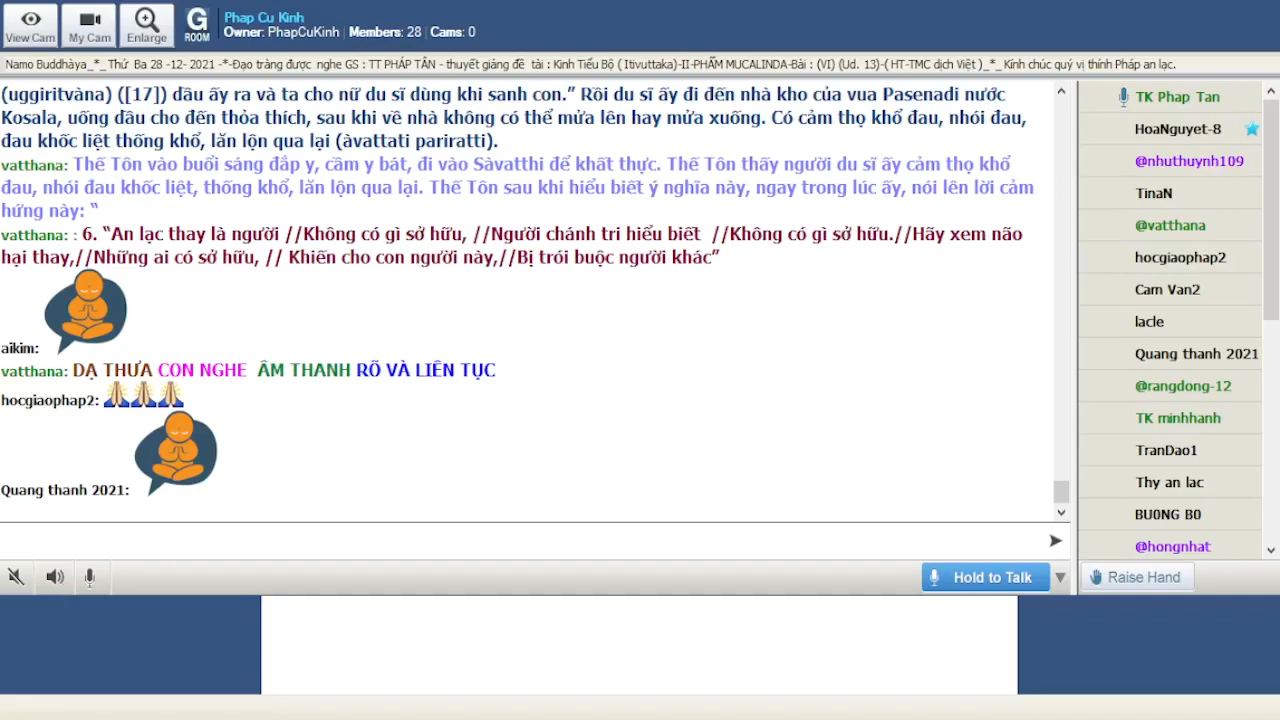 View Cam
My Cam
Enlarge
G
ROOM
Phap Cu Kinh
Owner: PhapCuKinh | Members: 28 | Cams: 0
Namo Buddhàya_*_Thứ Ba 28 -12- 2021 -*-Đạo tràng được nghe GS : TT PHÁP TÂN - thuyết giảng đề tài : Kinh Tiểu Bộ ( Itivuttaka)-II-PHẨM MUCALINDA-Bài : (VI) (Ud. 13)-( HT-TMC dịch Việt )_*_ Kính chúc quý vị thính Pháp an lạc.
(uggiritvàna) ([17]) dầu ấy ra và ta cho nữ du sĩ dùng khi sanh con.” Rồi du sĩ ấy đi đến nhà kho của vua Pasenadi nước
Kosala, uống dầu cho đến thỏa thích, sau khi về nhà không có thể mửa lên hay mửa xuống. Có cảm thọ khổ đau, nhói đau,
đau khốc liệt thống khổ, lăn lộn qua lại (àvattati pariratti).
vatthana: Thế Tôn vào buổi sáng đắp y, cầm y bát, đi vào Sàvatthi để khất thực. Thế Tôn thấy người du sĩ ấy cảm thọ khổ
đau, nhói đau khốc liệt, thống khổ, lăn lộn qua lại. Thế Tôn sau khi hiểu biết ý nghĩa này, ngay trong lúc ấy, nói lên lời cảm
hứng này: “
vatthana: : 6. “An lạc thay là người //Không có gì sở hữu, //Người chánh tri hiểu biết //Không có gì sở hữu.//Hãy xem não
hại thay,//Những ai có sở hữu, // Khiến cho con người này,//Bị trói buộc người khác”
aikim:
vatthana: DẠ THƯA CON NGHE ÂM THANH RÕ VÀ LIÊN TỤC
hocgiaophap2:
Quang thanh 2021:
TK Phap Tan
HoaNguyet-8
@nhuthuynh109
TinaN
@vatthana
hocgiaophap2
Cam Van2
lacle
Quang thanh 2021
@rangdong-12
TK minhhanh
TranDao1
Thy an lac
BU0NG B0
@hongnhat
Hold to Talk
Raise Hand